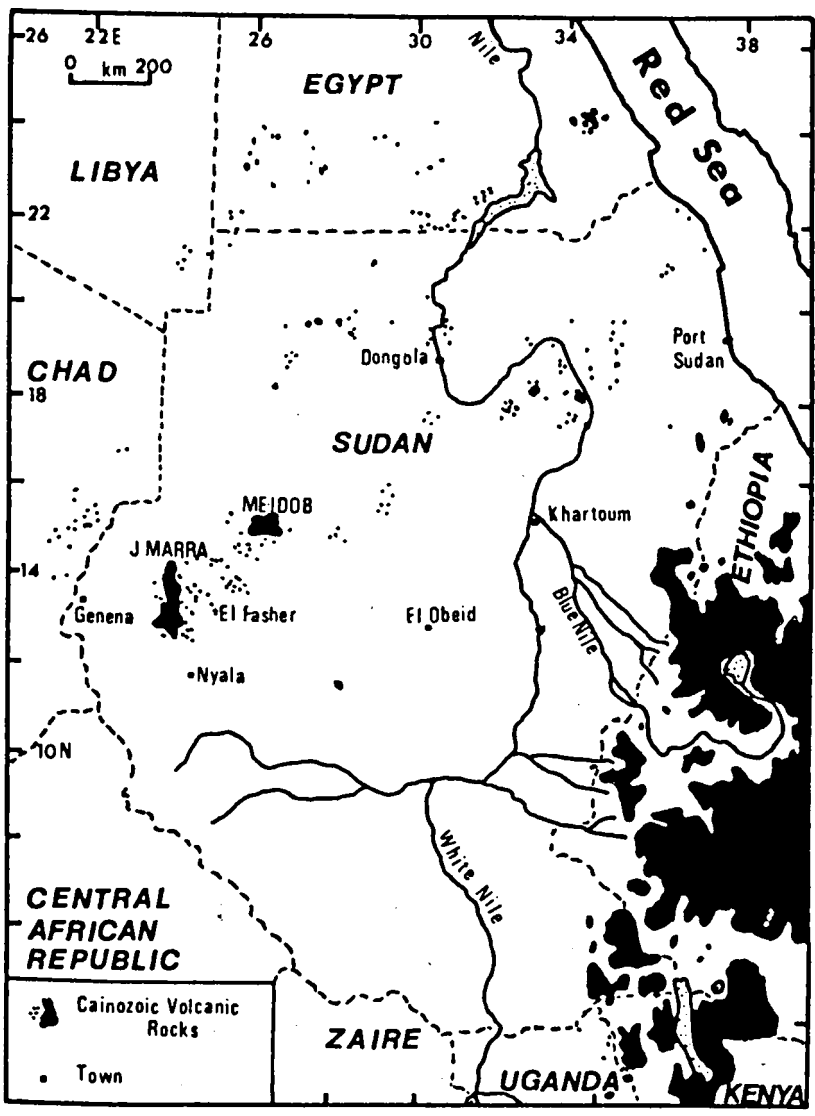 26 22E 26 30 34 38
0 km 200
Nile
EGYPT
Red Sea
LIBYA
22
Dongola
Port
Sudan
CHAD
18
SUDAN
ETHIOPIA
MEIDOB
Khartoum
J MARRA
14
Genena
El Fasher
El Obeid
Blue Nile
Nyala
10N
White Nile
CENTRAL
AFRICAN
REPUBLIC
Cainozoic Volcanic
Rocks
Town
ZAIRE
UGANDA
KENYA